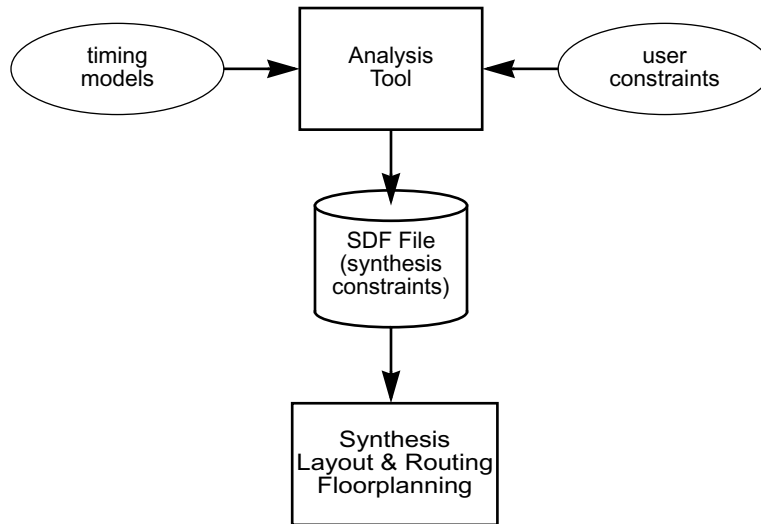 timing
models
Analysis
Tool
user
constraints
SDF File
(synthesis
constraints)
Synthesis
Layout & Routing
Floorplanning